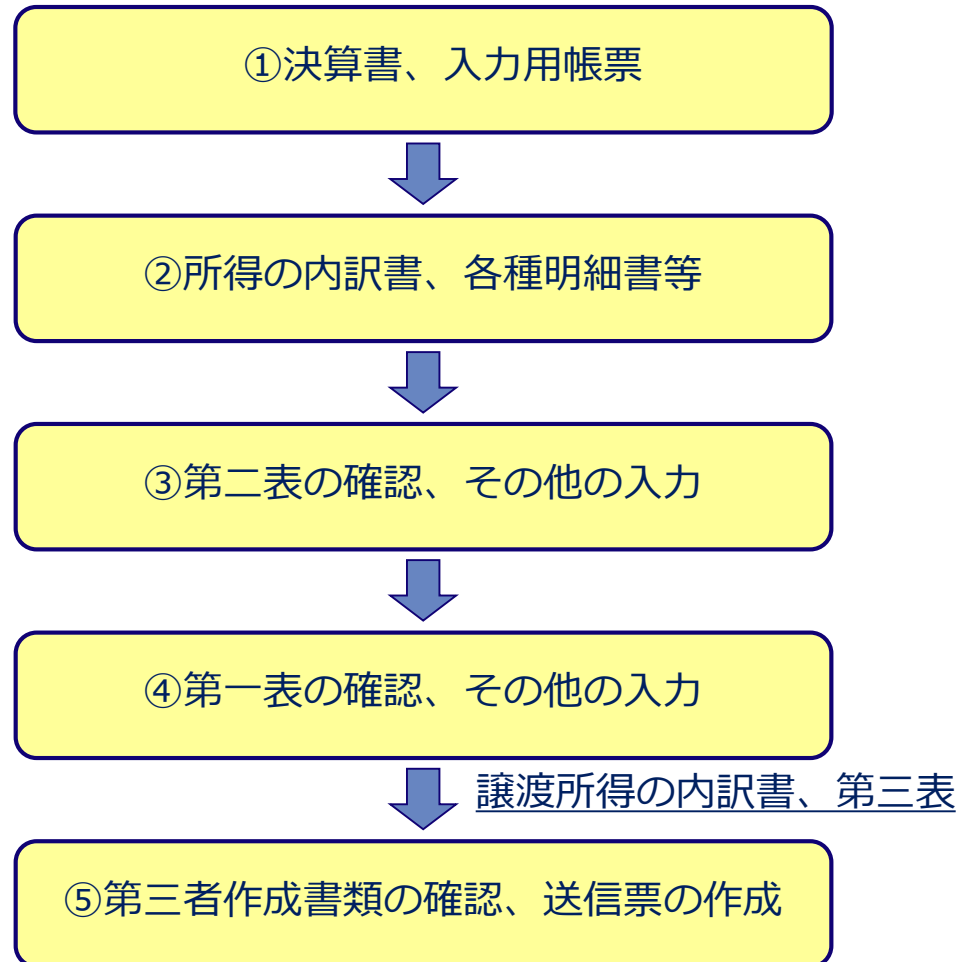 ①決算書、入力用帳票
②所得の内訳書、各種明細書等
③第二表の確認、その他の入力
④第一表の確認、その他の入力
譲渡所得の内訳書、第三表
⑤第三者作成書類の確認、送信票の作成